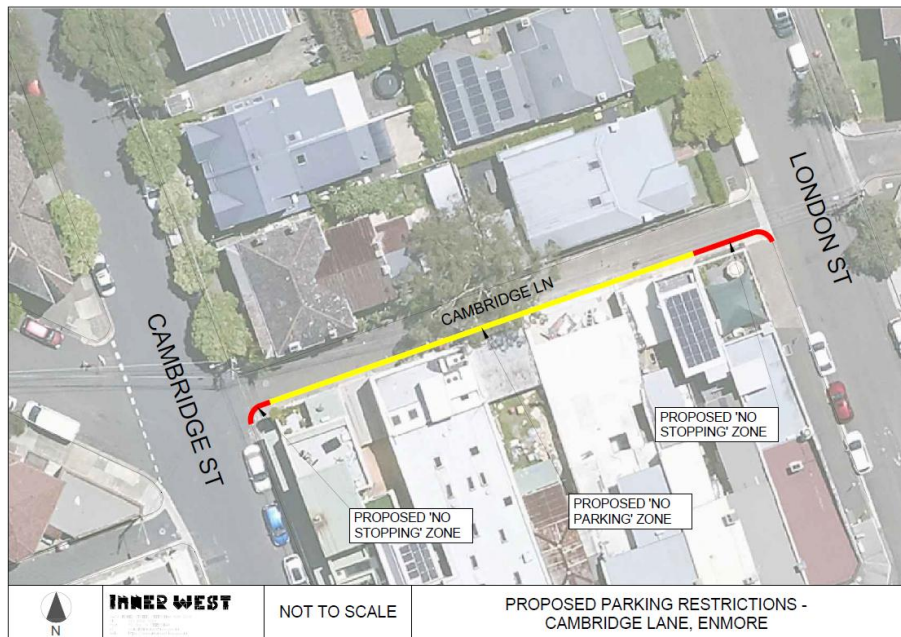 LONDON ST
CAMBRIDGE LN
CAMBRIDGE ST
PROPOSED 'NO
STOPPING' ZONE
PROPOSED 'NO
PARKING' ZONE
PROPOSED 'NO
STOPPING' ZONE
N
INNER WEST
NOT TO SCALE
PROPOSED PARKING RESTRICTIONS -
CAMBRIDGE LANE, ENMORE